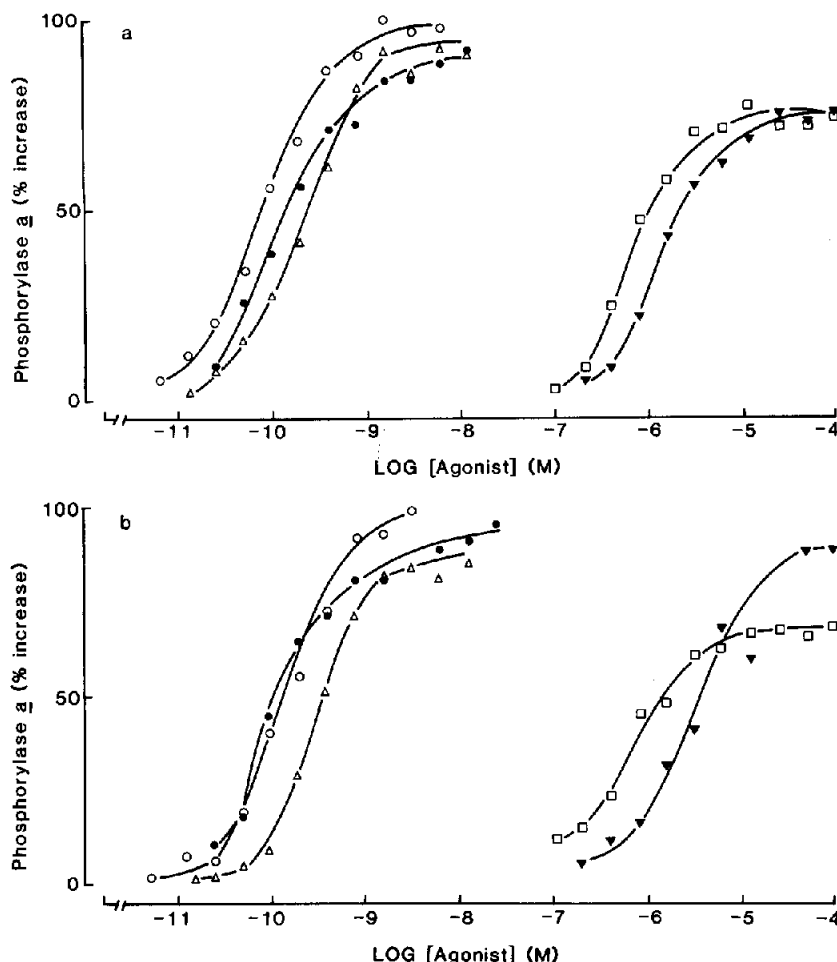 a
Phosphorylase a (% increase)
100
50
0
-11 -10 -9 -8 -7 -6 -5 -4
LOG [Agonist] (M)
b
Phosphorylase a (% increase)
100
50
0
-11 -10 -9 -8 -7 -6 -5 -4
LOG [Agonist] (M)